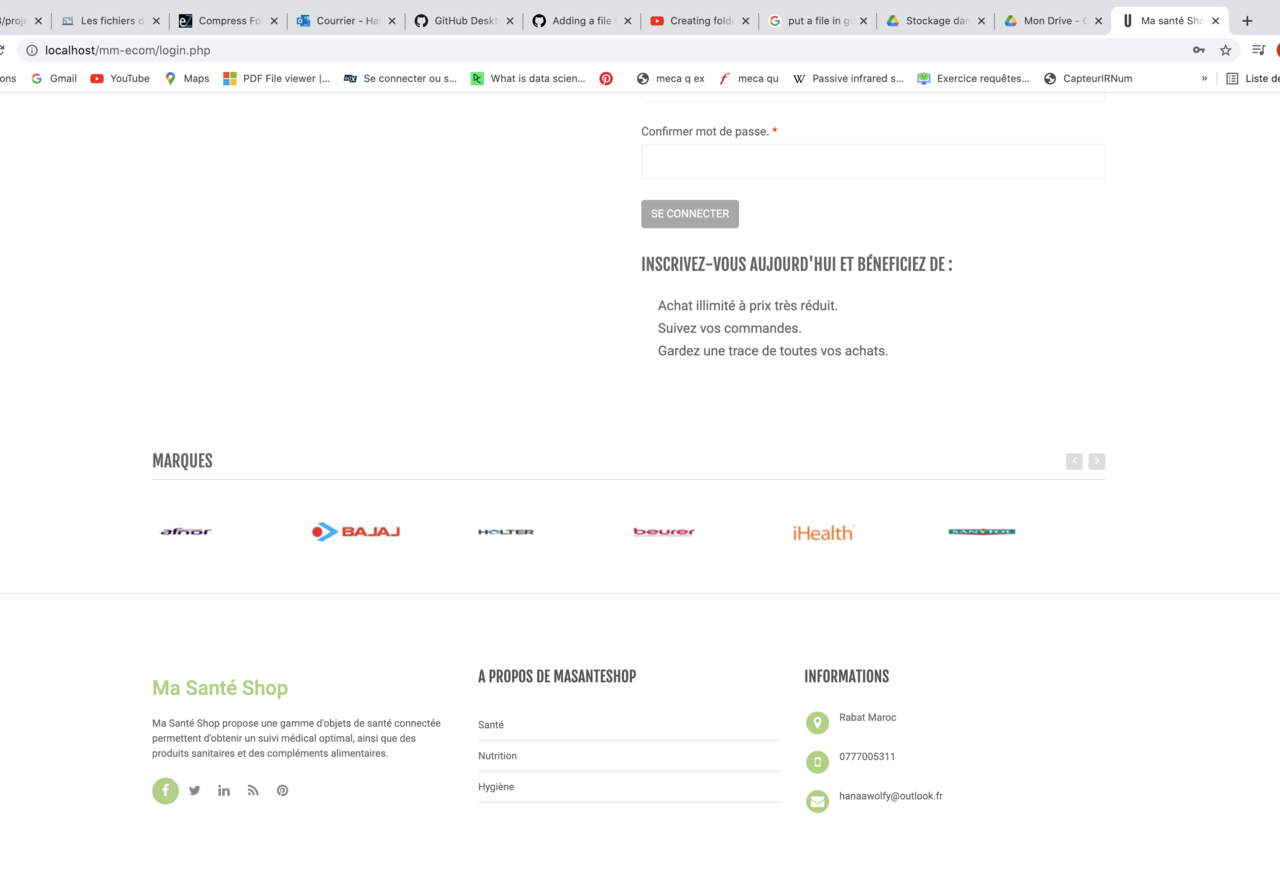 3/proje
Les fichiers d
Compress Fo
Courrier - Ha
GitHub Deskt
Adding a file
Creating folde
put a file in g
Stockage dan
Mon Drive - G
Ma santé Sho
localhost/mm-ecom/login.php
ons
Gmail
YouTube
Maps
PDF File viewer |...
Se connecter ou s...
What is data scien...
meca q ex
meca qu
Passive infrared s...
Exercice requêtes...
CapteurIRNum
»
Liste de
Confirmer mot de passe. *
SE CONNECTER
INSCRIVEZ-VOUS AUJOURD'HUI ET BÉNEFICIEZ DE :
Achat illimité à prix très réduit.
Suivez vos commandes.
Gardez une trace de toutes vos achats.
MARQUES
afnor
BAJAJ
HOLTER
beurer
iHealth
SANYTOL
Ma Santé Shop
Ma Santé Shop propose une gamme d'objets de santé connectée
permettent d'obtenir un suivi médical optimal, ainsi que des
produits sanitaires et des compléments alimentaires.
A PROPOS DE MASANTESHOP
Santé
Nutrition
Hygiène
INFORMATIONS
Rabat Maroc
0777005311
hanaawolfy@outlook.fr